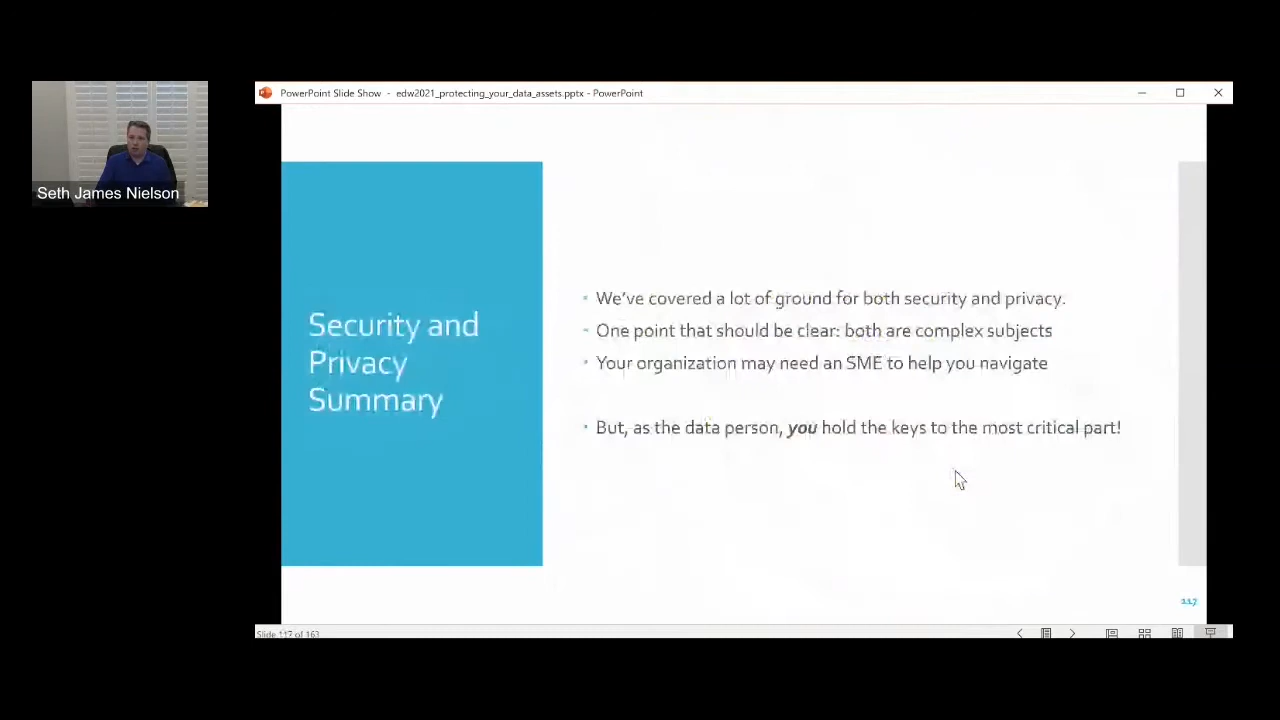 PowerPoint Slide Show - edw2021_protecting_your_data_assets.pptx - PowerPoint
Seth James Nielson
Security and
Privacy
Summary
We've covered a lot of ground for both security and privacy.
One point that should be clear: both are complex subjects
Your organization may need an SME to help you navigate
But, as the data person, you hold the keys to the most critical part!
117
Slide 117 of 163